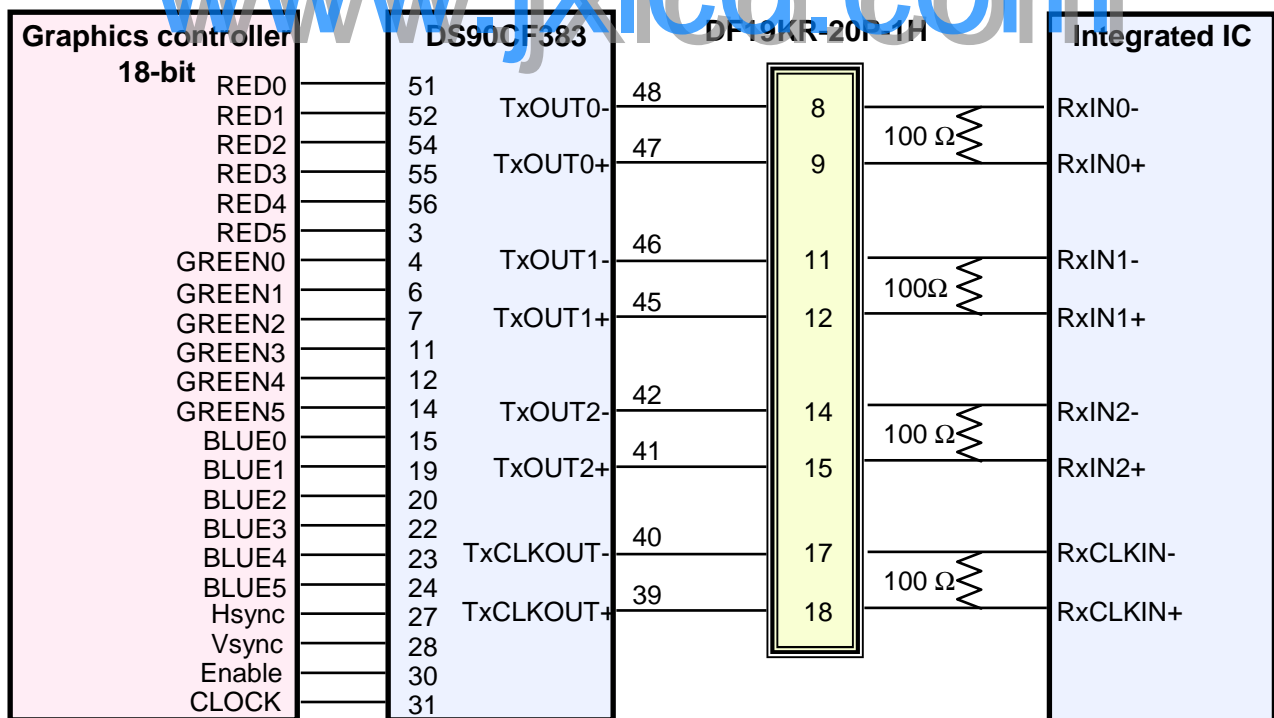 www.jxlcd.com
Graphics controller
18-bit
DS90CF383
DF19KR-20P-1H
Integrated IC
RED0 51
RED1 52
RED2 54
RED3 55
RED4 56
RED5 3
GREEN0 4
GREEN1 6
GREEN2 7
GREEN3 11
GREEN4 12
GREEN5 14
BLUE0 15
BLUE1 19
BLUE2 20
BLUE3 22
BLUE4 23
BLUE5 24
Hsync 27
Vsync 28
Enable 30
CLOCK 31
TxOUT0- 48 8 RxIN0-
100 Ω
TxOUT0+ 47 9 RxIN0+
TxOUT1- 46 11 RxIN1-
100Ω
TxOUT1+ 45 12 RxIN1+
TxOUT2- 42 14 RxIN2-
100 Ω
TxOUT2+ 41 15 RxIN2+
TxCLKOUT- 40 17 RxCLKIN-
100 Ω
TxCLKOUT+ 39 18 RxCLKIN+